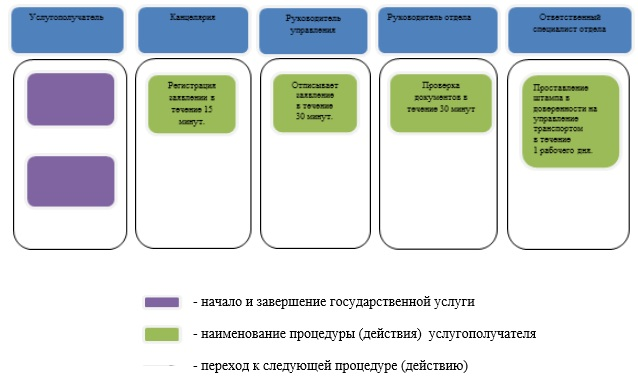 Услугополучатель
Канцелярия
Руководитель
управления
Руководитель отдела
Ответственный
специалист отдела
Регистрация
заявлении в
течение 15
минут.
Отписывает
заявление
в течение
30 минут.
Проверка
документов в
течение 30 минут
Проставление
штампа в
доверенности на
управление
транспортом
в течение
1 рабочего дня.
- начало и завершение государственной услуги
- наименование процедуры (действия) услугополучателя
- переход к следующей процедуре (действию)